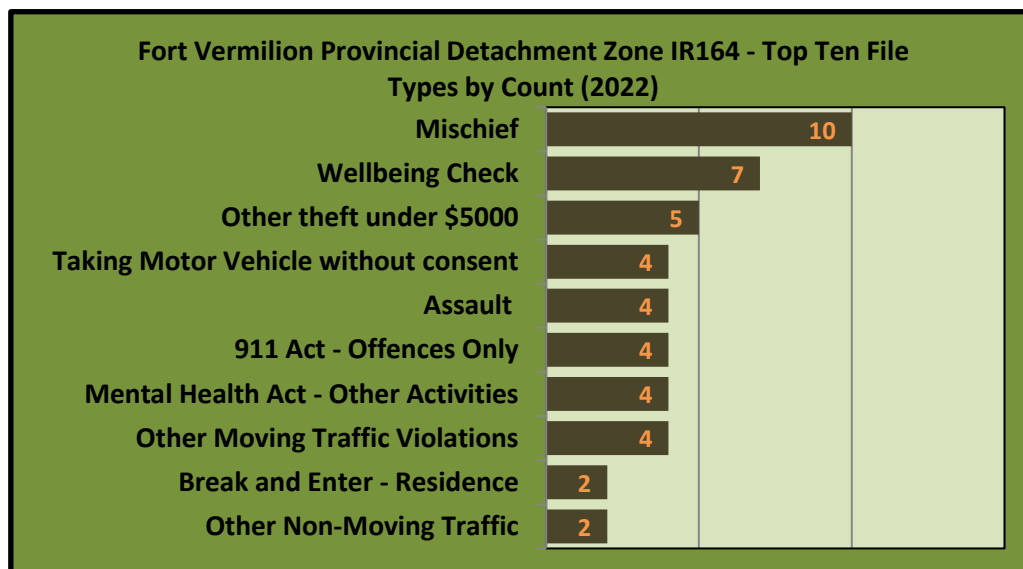 Fort Vermilion Provincial Detachment Zone IR164 - Top Ten File
Types by Count (2022)
Mischief 10
Wellbeing Check 7
Other theft under $5000 5
Taking Motor Vehicle without consent 4
Assault 4
911 Act - Offences Only 4
Mental Health Act - Other Activities 4
Other Moving Traffic Violations 4
Break and Enter - Residence 2
Other Non-Moving Traffic 2